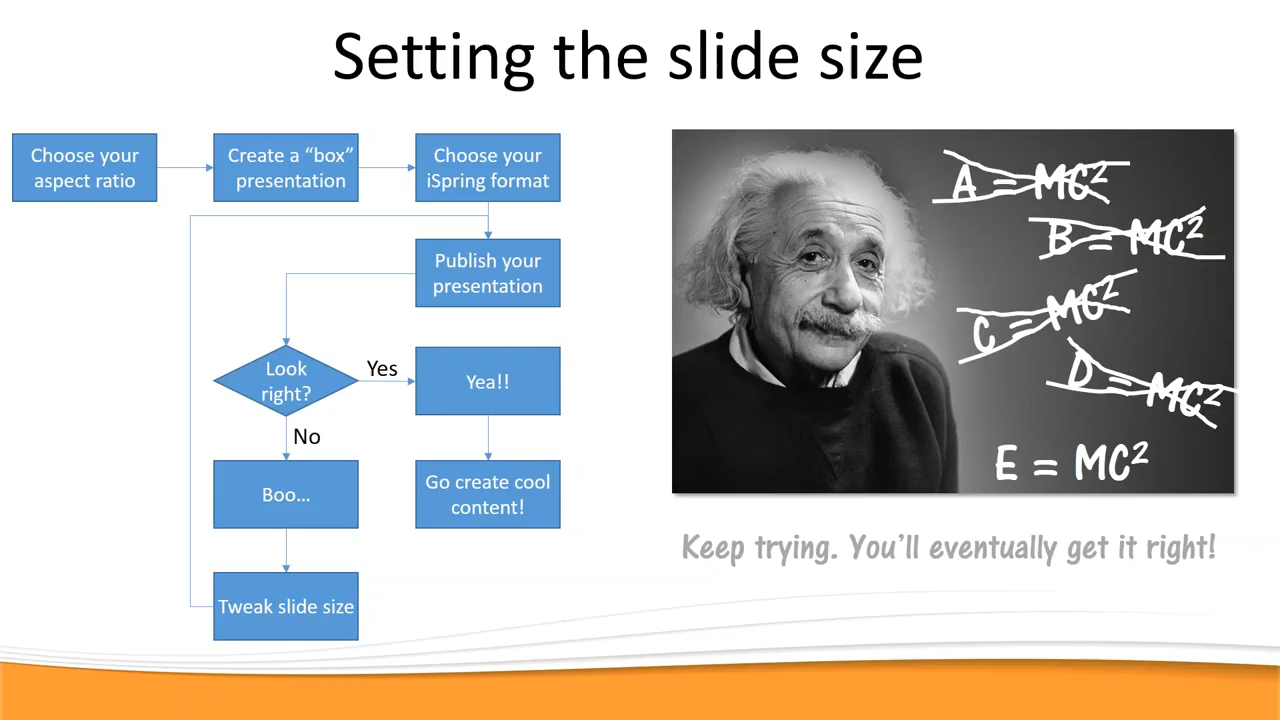 Setting the slide size
Choose your
aspect ratio
Create a “box”
presentation
Choose your
iSpring format
Publish your
presentation
Look
right?
Yes
Yea!!
No
Boo...
Go create cool
content!
Tweak slide size
A = MC²
B = MC²
C = MC²
D = MC²
E = MC²
Keep trying. You’ll eventually get it right!